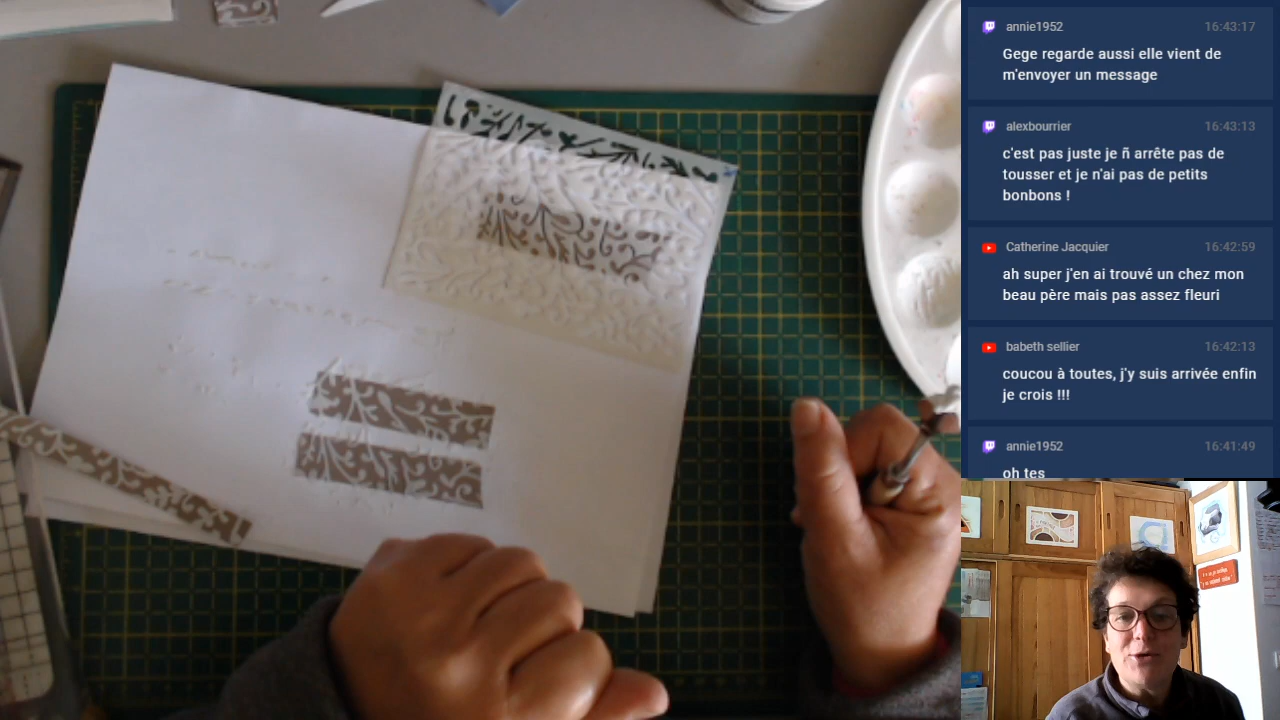 annie1952
16:43:17
Gege regarde aussi elle vient de
m'envoyer un message
alexbourrier
16:43:13
c'est pas juste je ñ arrête pas de
tousser et je n'ai pas de petits
bonbons !
Catherine Jacquier
16:42:59
ah super j'en ai trouvé un chez mon
beau père mais pas assez fleuri
babeth sellier
16:42:13
coucou à toutes, j'y suis arrivée enfin
je crois !!!
annie1952
16:41:49
oh tes